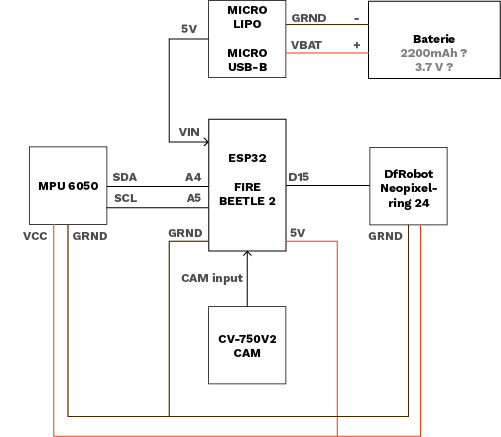 MICRO
LIPO
MICRO
USB-B
GRND -
VBAT +
Baterie
2200mAh ?
3.7 V ?
5V
VIN
ESP32
FIRE
BEETLE 2
MPU 6050
SDA A4
SCL A5
D15
DfRobot
Neopixel-
ring 24
VCC GRND
GRND
5V
GRND
CAM input
CV-750V2
CAM